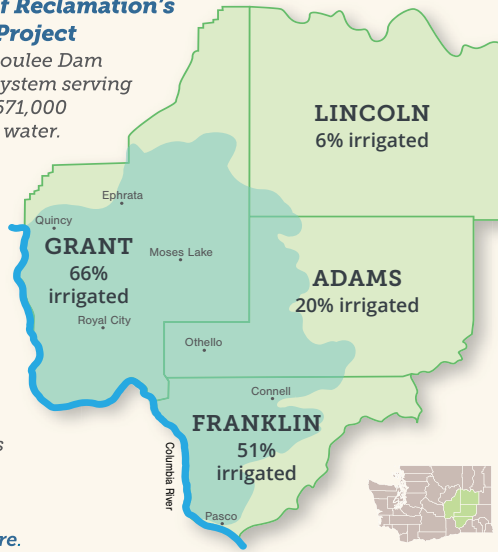 f Reclamation's
Project
oulee Dam
ystem serving
571,000
water.
LINCOLN
6% irrigated
Ephrata
Quincy
GRANT
66%
irrigated
Moses Lake
Royal City
ADAMS
20% irrigated
Othello
Connell
FRANKLIN
51%
irrigated
Columbia River
Pasco
s
re.